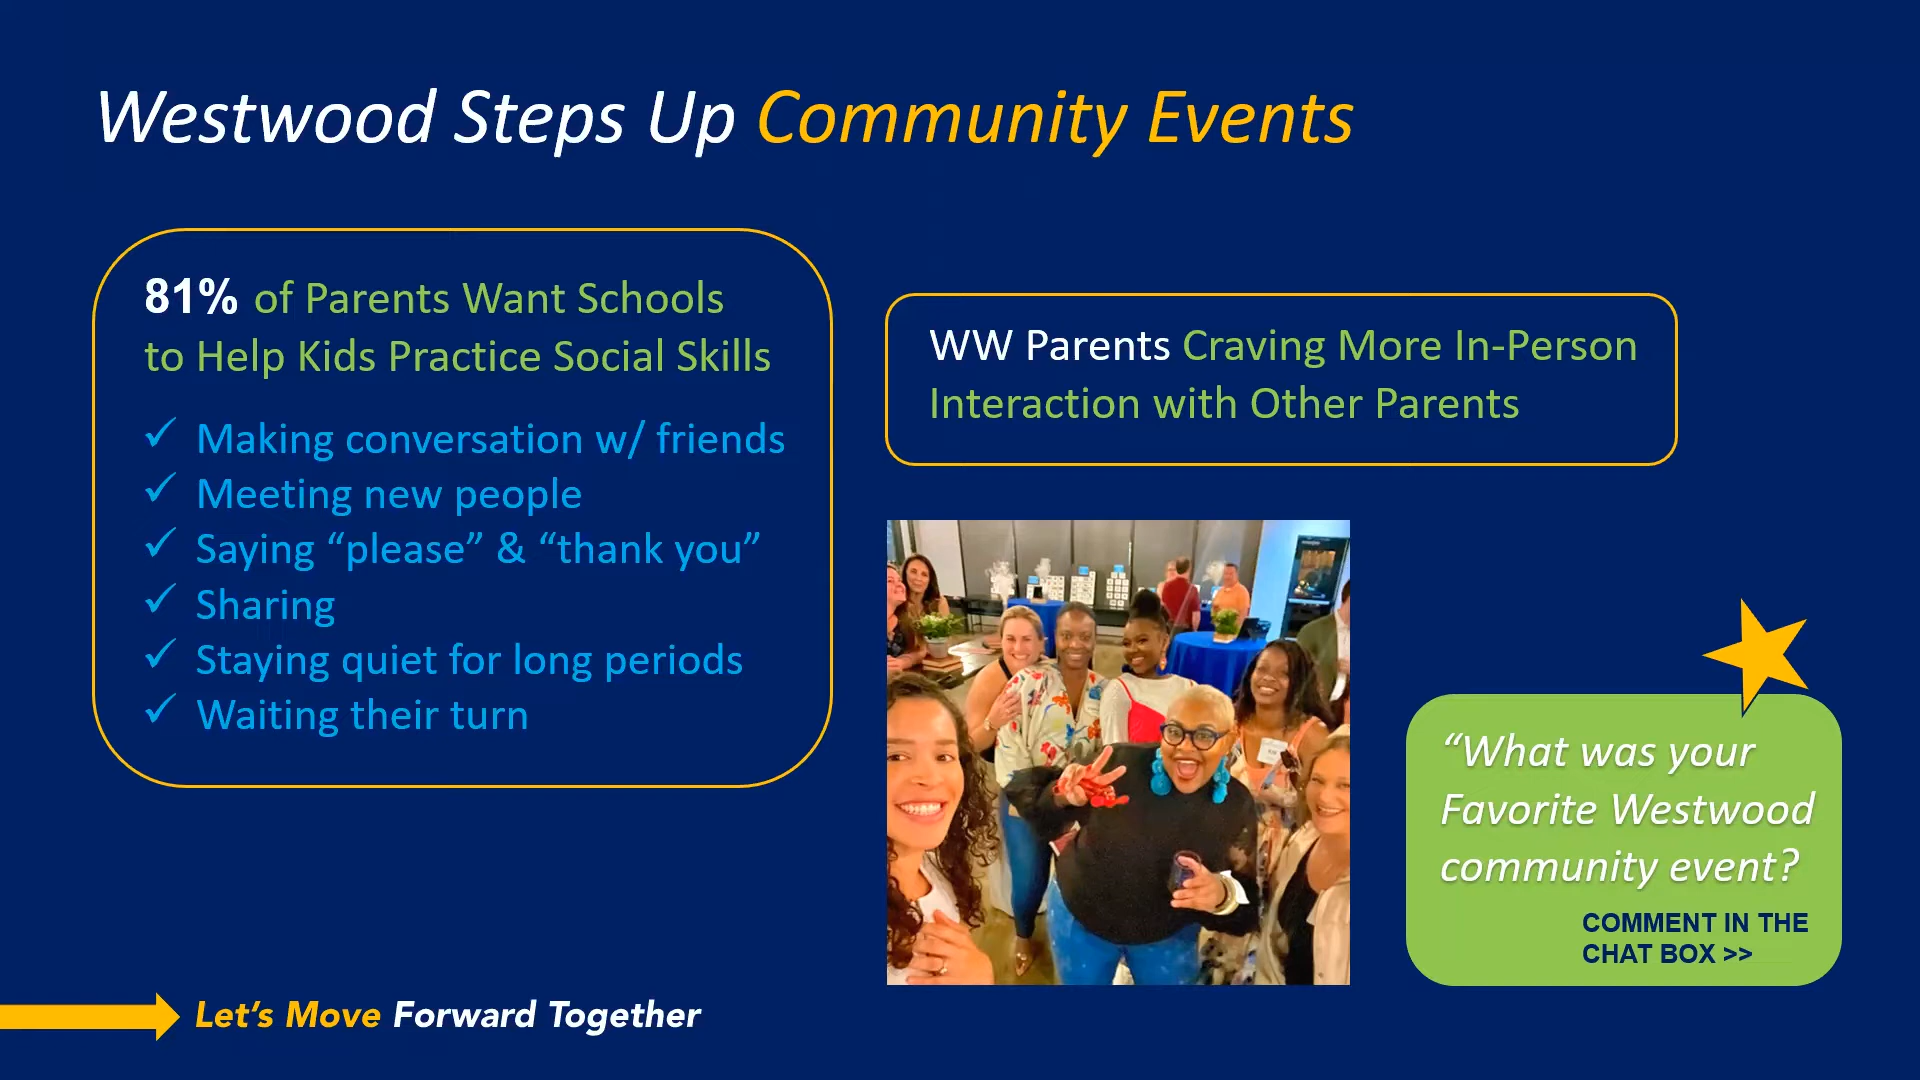 Westwood Steps Up Community Events
81% of Parents Want Schools
to Help Kids Practice Social Skills
✓ Making conversation w/ friends
✓ Meeting new people
✓ Saying “please” & “thank you”
✓ Sharing
✓ Staying quiet for long periods
✓ Waiting their turn
WW Parents Craving More In-Person
Interaction with Other Parents
“What was your
Favorite Westwood
community event?
COMMENT IN THE
CHAT BOX >>
Let’s Move Forward Together